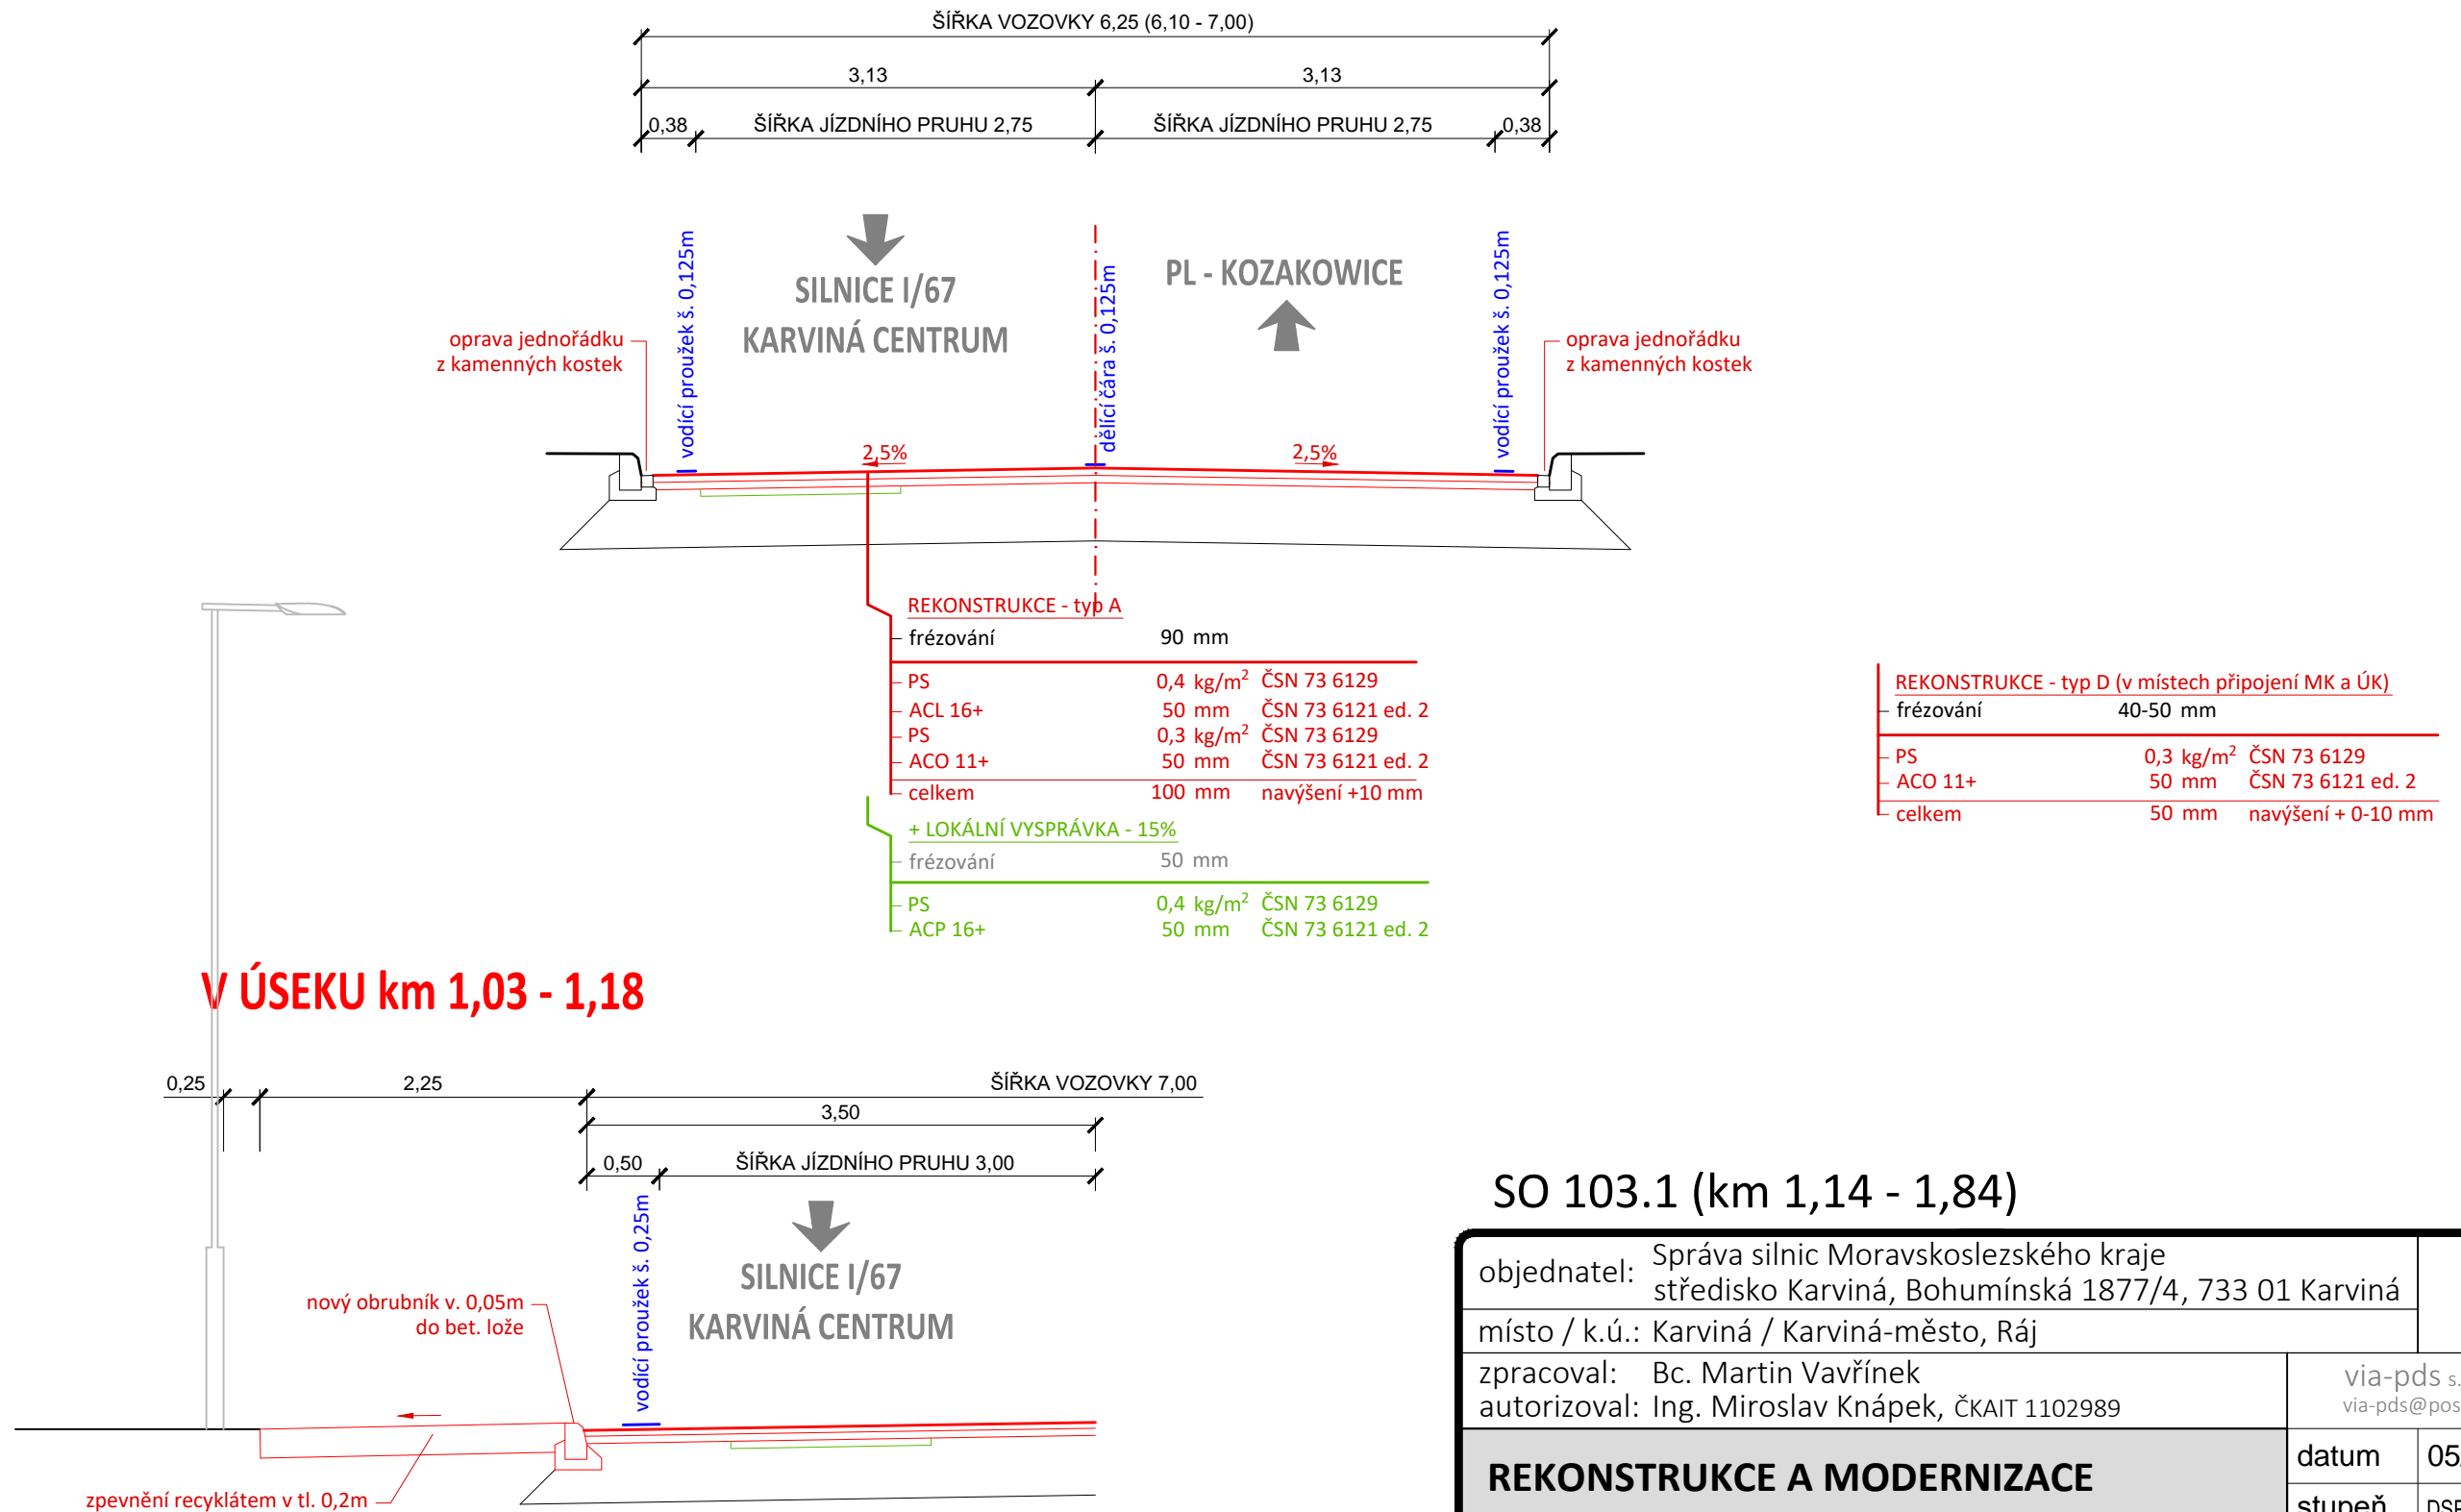 ŠÍŘKA VOZOVKY 6,25 (6,10 - 7,00)
3,13
3,13
0,38
ŠÍŘKA JÍZDNÍHO PRUHU 2,75
ŠÍŘKA JÍZDNÍHO PRUHU 2,75
0,38
vodící proužek š. 0,125m
SILNICE I/67
KARVINÁ CENTRUM
dělící čára š. 0,125m
PL - KOZAKOWICE
vodící proužek š. 0,125m
oprava jednořádku
z kamenných kostek
oprava jednořádku
z kamenných kostek
2,5%
2,5%
REKONSTRUKCE - typ A
frézování 90 mm
PS 0,4 kg/m² ČSN 73 6129
ACL 16+ 50 mm ČSN 73 6121 ed. 2
PS 0,3 kg/m² ČSN 73 6129
ACO 11+ 50 mm ČSN 73 6121 ed. 2
celkem 100 mm navýšení +10 mm
+ LOKÁLNÍ VYSPRÁVKA - 15%
frézování 50 mm
PS 0,4 kg/m² ČSN 73 6129
ACP 16+ 50 mm ČSN 73 6121 ed. 2
REKONSTRUKCE - typ D (v místech připojení MK a ÚK)
frézování 40-50 mm
PS 0,3 kg/m² ČSN 73 6129
ACO 11+ 50 mm ČSN 73 6121 ed. 2
celkem 50 mm navýšení + 0-10 mm
V ÚSEKU km 1,03 - 1,18
0,25
2,25
ŠÍŘKA VOZOVKY 7,00
3,50
0,50
ŠÍŘKA JÍZDNÍHO PRUHU 3,00
vodící proužek š. 0,25m
SILNICE I/67
KARVINÁ CENTRUM
nový obrubník v. 0,05m
do bet. lože
zpevnění recyklátem v tl. 0,2m
SO 103.1 (km 1,14 - 1,84)
objednatel: Správa silnic Moravskoslezského kraje
středisko Karviná, Bohumínská 1877/4, 733 01 Karviná
místo / k.ú.: Karviná / Karviná-město, Ráj
zpracoval: Bc. Martin Vavřínek
autorizoval: Ing. Miroslav Knápek, ČKAIT 1102989
via-pds s.
via-pds@pos
REKONSTRUKCE A MODERNIZACE
datum 05
stupeň